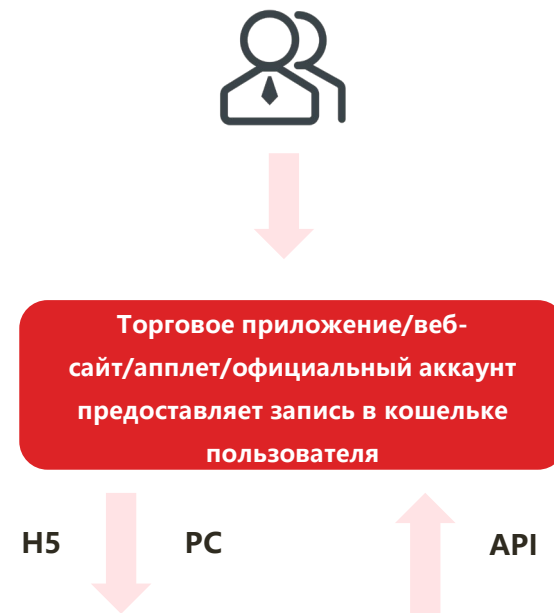 Торговое приложение/веб-
сайт/апплет/официальный аккаунт
предоставляет запись в кошельке
пользователя
H5 PC API